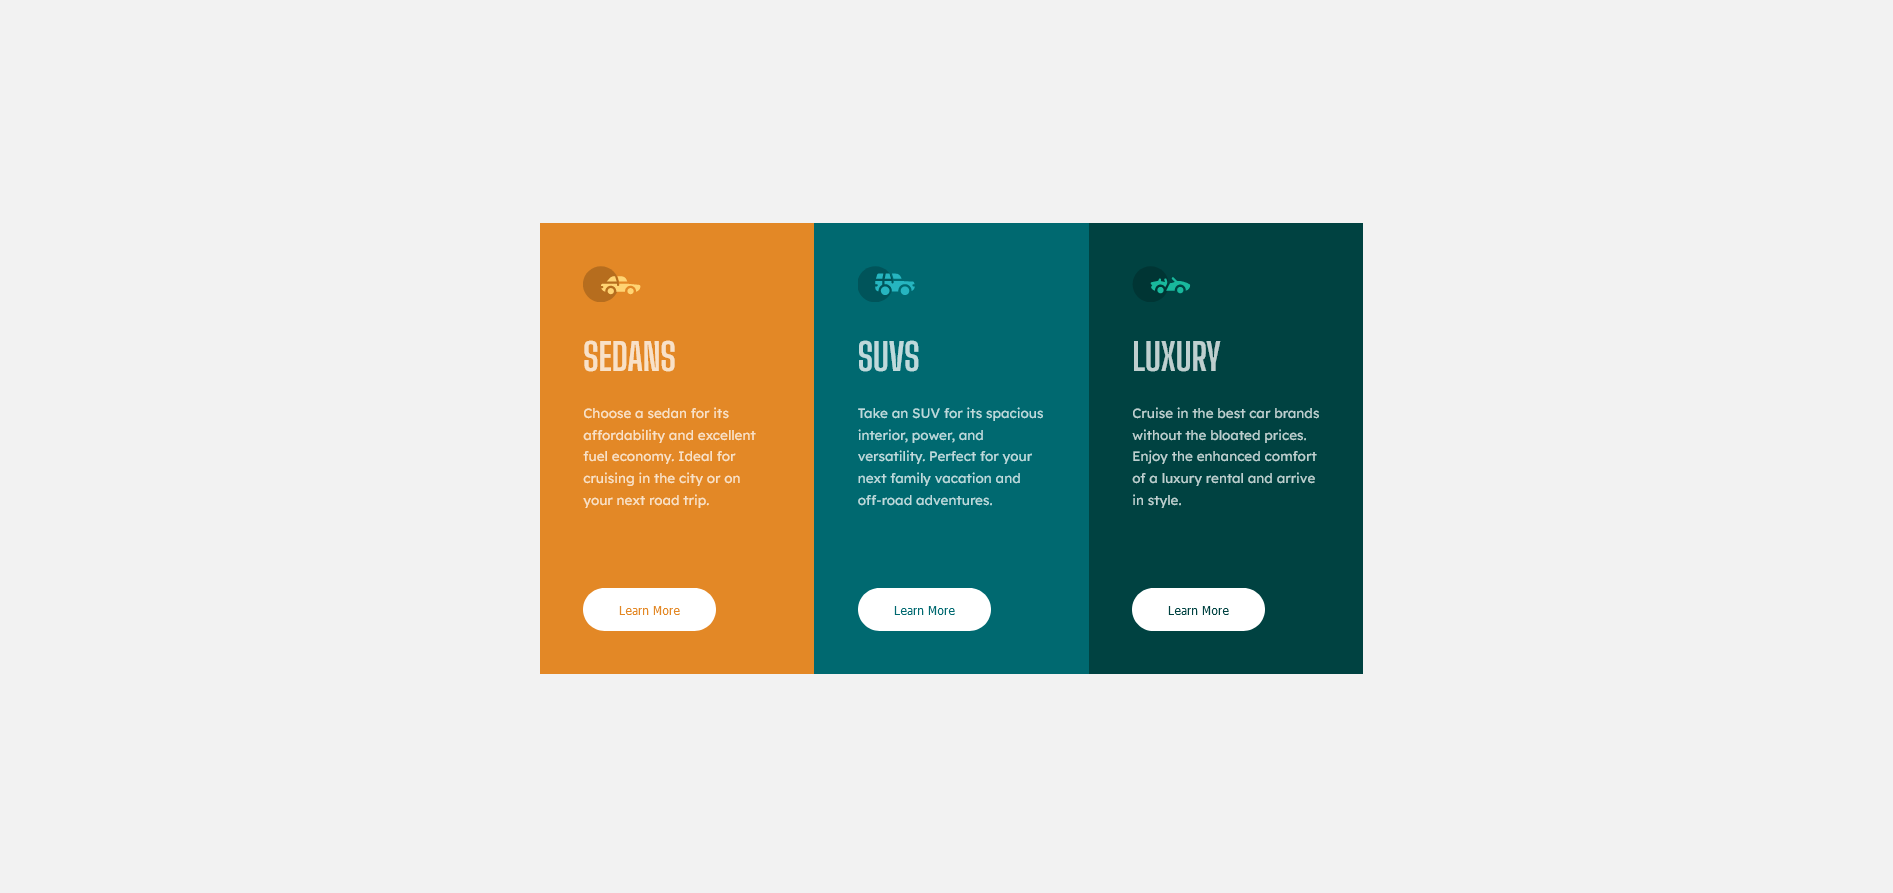 SEDANS
Choose a sedan for its
affordability and excellent
fuel economy. Ideal for
cruising in the city or on
your next road trip.
Learn More
SUVS
Take an SUV for its spacious
interior, power, and
versatility. Perfect for your
next family vacation and
off-road adventures.
Learn More
LUXURY
Cruise in the best car brands
without the bloated prices.
Enjoy the enhanced comfort
of a luxury rental and arrive
in style.
Learn More